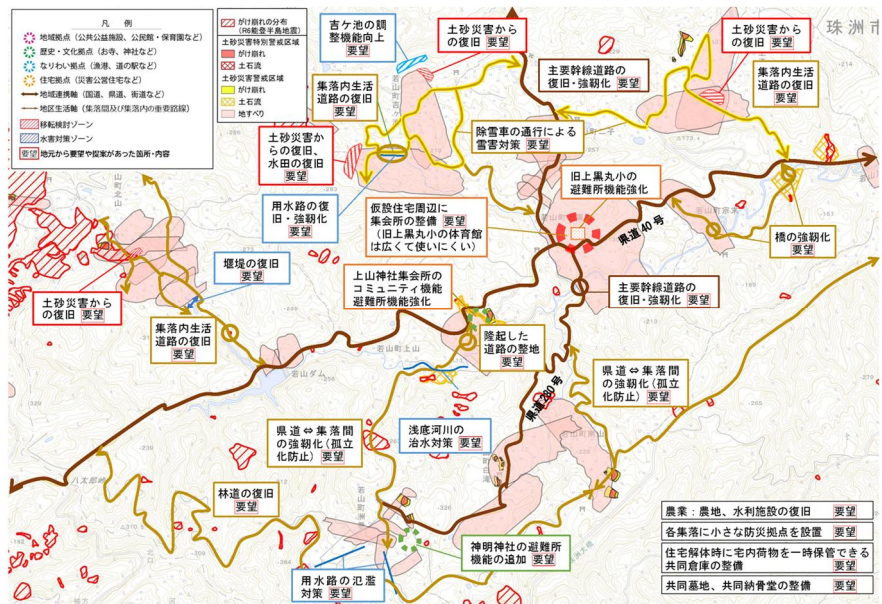 凡　例
地域拠点（公共公益施設、公民館・保育園など）
歴史・文化拠点（お寺、神社など）
なりわい拠点（漁港、道の駅など）
住宅拠点（災害公営住宅など）
地域連携軸（国道、県道、街道など）
地区生活軸（集落間及び集落内の重要路線）
移転検討ゾーン
水害対策ゾーン
要望 地元から要望や提案があった箇所・内容
がけ崩れの分布
（R6能登半島地震）
土砂災害特別警戒区域
がけ崩れ
土石流
土砂災害警戒区域
がけ崩れ
土石流
地すべり
吉ケ池の調
整機能向上
要望
土砂災害から
の復旧 要望
主要幹線道路の
復旧・強靭化 要望
土砂災害から
の復旧 要望
珠洲市
集落内生活
道路の復旧
要望
集落内生活
道路の復旧
要望
土砂災害か
らの復旧、
水田の復旧
要望
除雪車の通行による
雪害対策 要望
旧上黒丸小の
避難所機能強化
用水路の復
旧・強靭化
要望
仮設住宅周辺に
集会所の整備 要望
（旧上黒丸小の体育館
は広くて使いにくい）
県道40号
橋の強靭化
要望
若山町北山
若山町宗末
堰堤の復旧
要望
上山神社集会所の
コミュニティ機能
避難所機能強化
主要幹線道路の
復旧・強靭化 要望
土砂災害から
の復旧 要望
集落内生活
道路の復旧
要望
隆起した
道路の整地
要望
若山町上山
若山ダム
県道⇔集落間
の強靭化（孤立
化防止） 要望
県道280号
県道⇔集落間
の強靭化（孤立
化防止） 要望
浅底河川の
治水対策 要望
若山町南山
八太郎峠
林道の復旧
要望
用水路の氾濫
対策 要望
神明神社の避難所
機能の追加 要望
農業：農地、水利施設の復旧　要望
各集落に小さな防災拠点を設置　要望
住宅解体時に宅内荷物を一時保管できる
共同倉庫の整備　要望
共同墓地、共同納骨堂の整備　要望